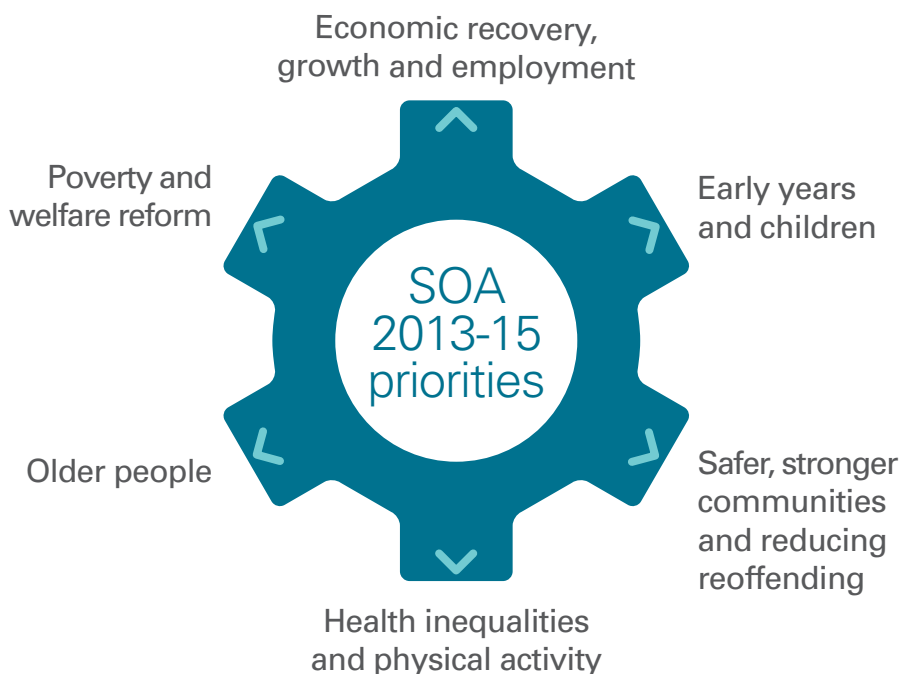 Economic recovery,
growth and employment
Poverty and
welfare reform
Early years
and children
SOA
2013-15
priorities
Older people
Safer, stronger
communities
and reducing
reoffending
Health inequalities
and physical activity